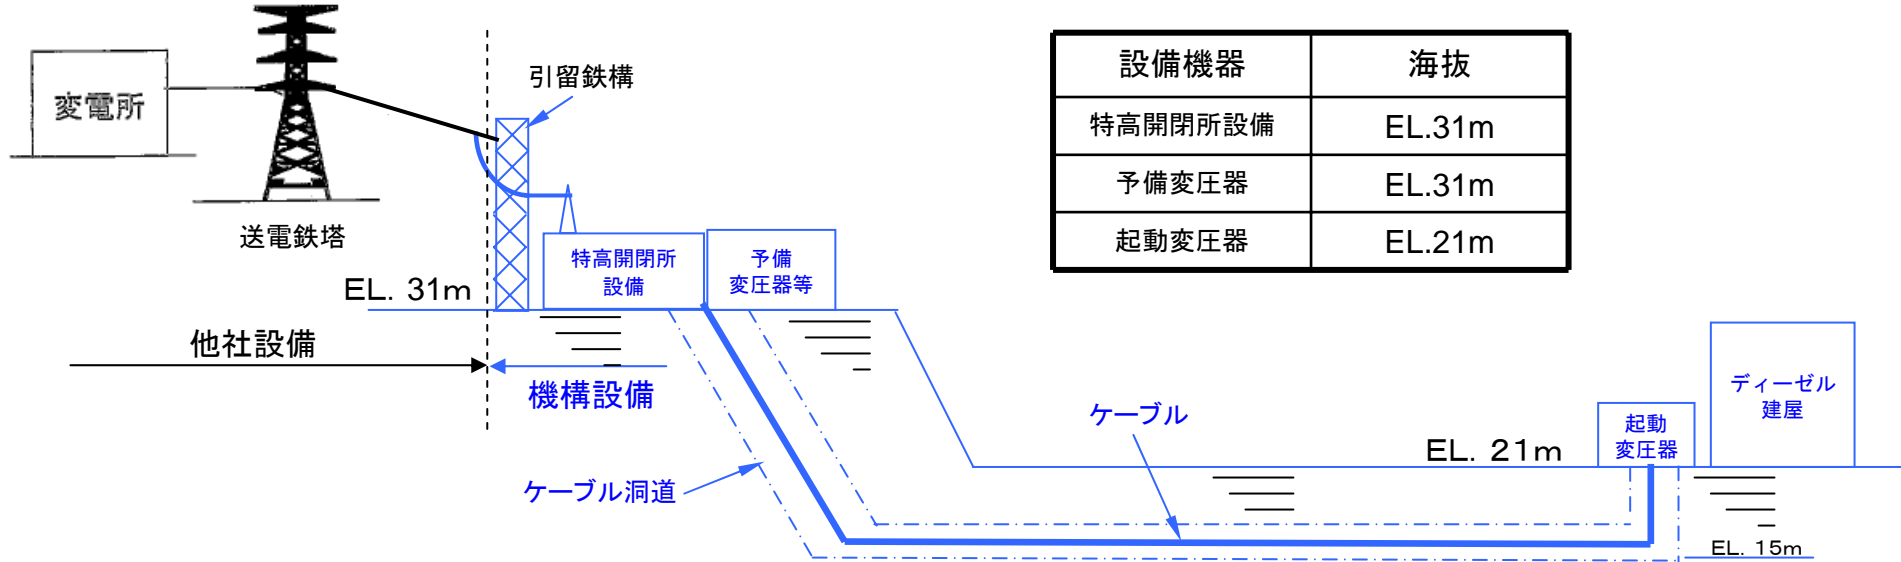 変電所
送電鉄塔
引留鉄構
特高開閉所
設備
予備
変圧器等
EL. 31m
他社設備
機構設備
ケーブル洞道
ケーブル
EL. 21m
起動
変圧器
ディーゼル
建屋
EL. 15m
設備機器 海抜
特高開閉所設備 EL.31m
予備変圧器 EL.31m
起動変圧器 EL.21m